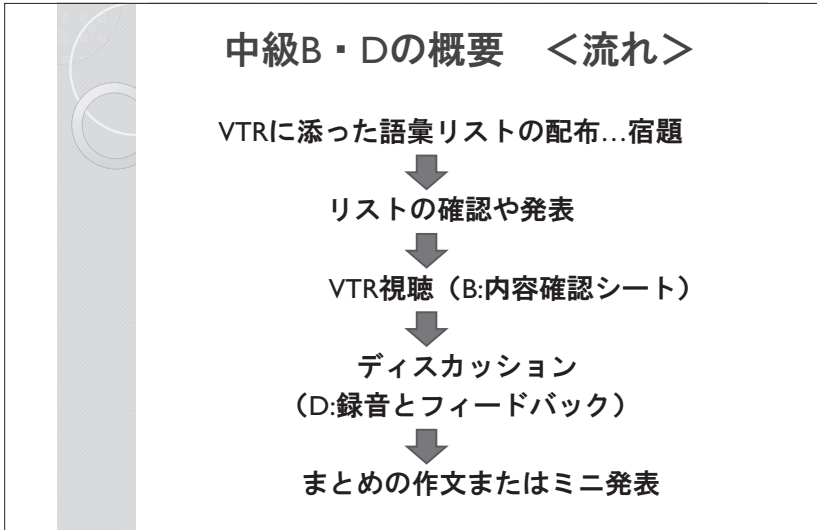 中級B・Dの概要　＜流れ＞
VTRに添った語彙リストの配布…宿題
リストの確認や発表
VTR視聴（B:内容確認シート）
ディスカッション
（D:録音とフィードバック）
まとめの作文またはミニ発表